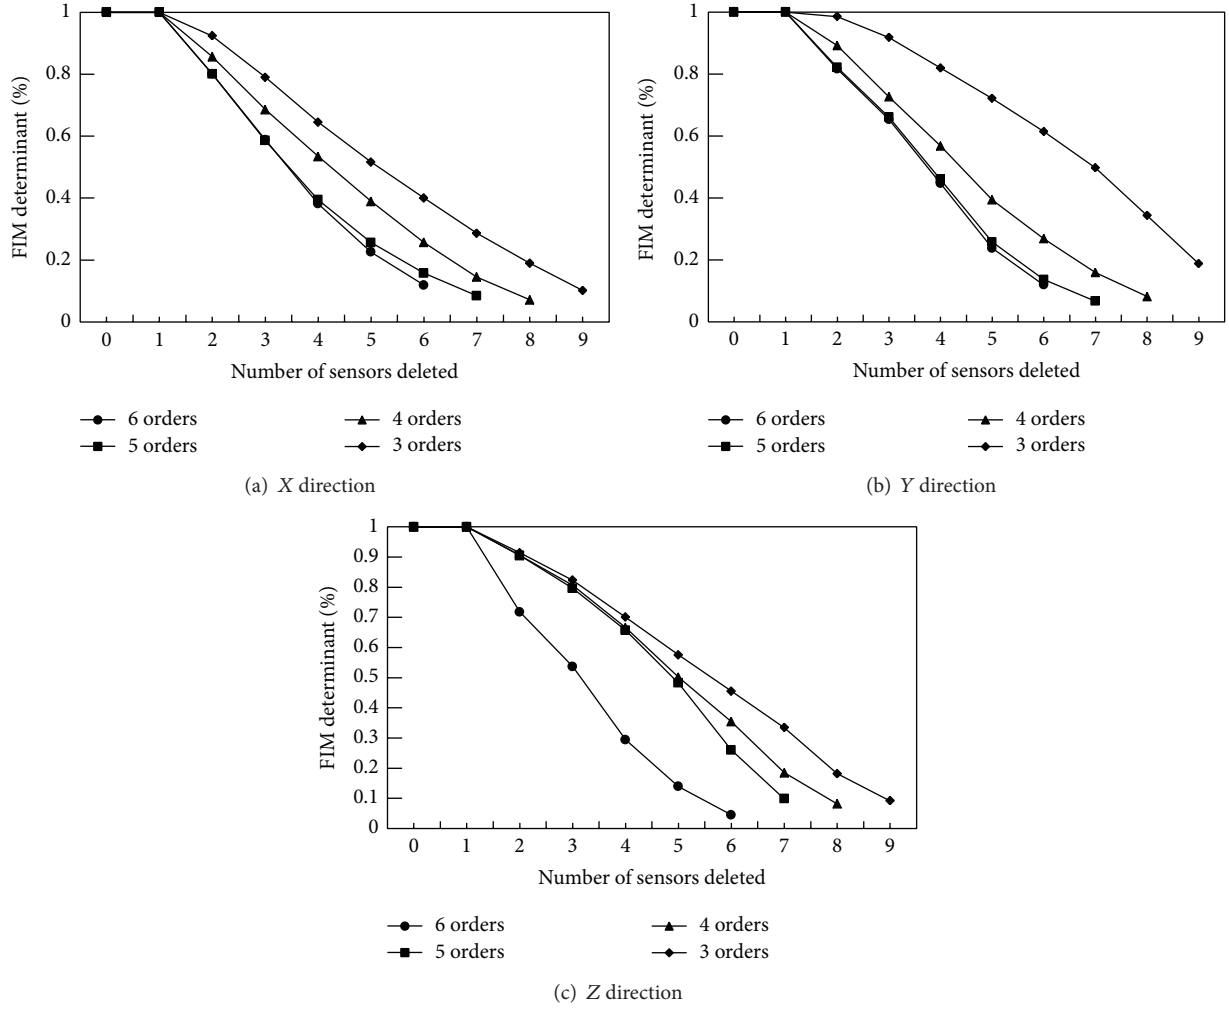 FIM determinant (%)
1
0.8
0.6
0.4
0.2
0
0 1 2 3 4 5 6 7 8 9
Number of sensors deleted
6 orders
5 orders
4 orders
3 orders
(a) X direction
FIM determinant (%)
1
0.8
0.6
0.4
0.2
0
0 1 2 3 4 5 6 7 8 9
Number of sensors deleted
6 orders
5 orders
4 orders
3 orders
(b) Y direction
FIM determinant (%)
1
0.9
0.8
0.7
0.6
0.5
0.4
0.3
0.2
0.1
0
0 1 2 3 4 5 6 7 8 9
Number of sensors deleted
6 orders
5 orders
4 orders
3 orders
(c) Z direction